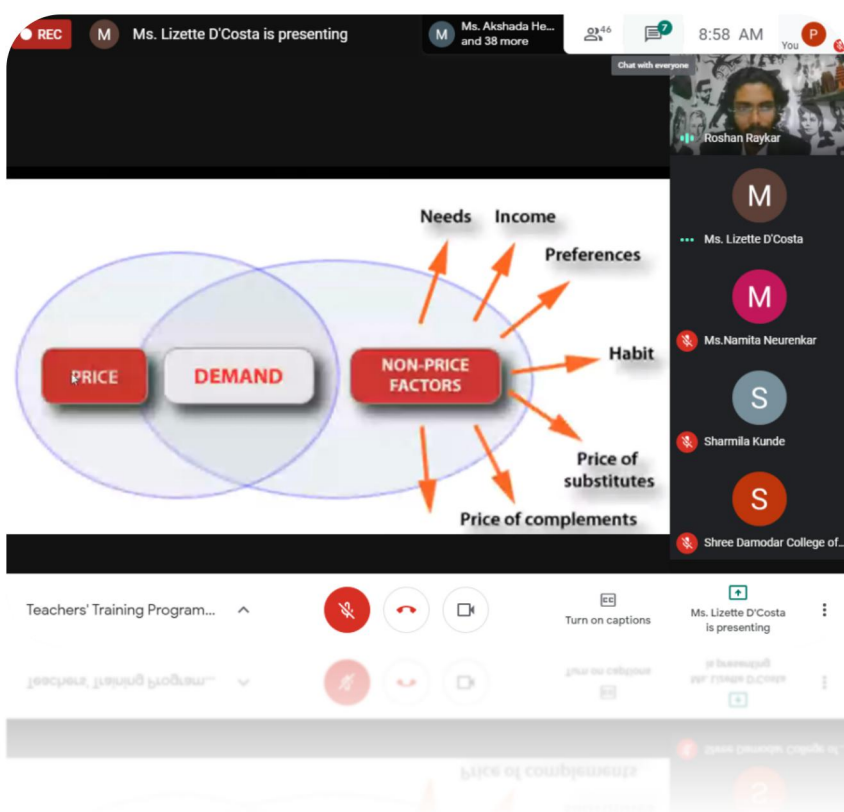 REC
M
Ms. Lizette D'Costa is presenting
M
Ms. Akshada He...
and 38 more
46
7
8:58 AM
You
P
Chat with everyone
Roshan Raykar
M
Ms. Lizette D'Costa
M
Ms.Namita Neurenkar
S
Sharmila Kunde
S
Shree Damodar College of...
Needs
Income
Preferences
Habit
PRICE
DEMAND
NON-PRICE
FACTORS
Price of
substitutes
Price of complements
Teachers' Training Program...
CC
Turn on captions
Ms. Lizette D'Costa
is presenting